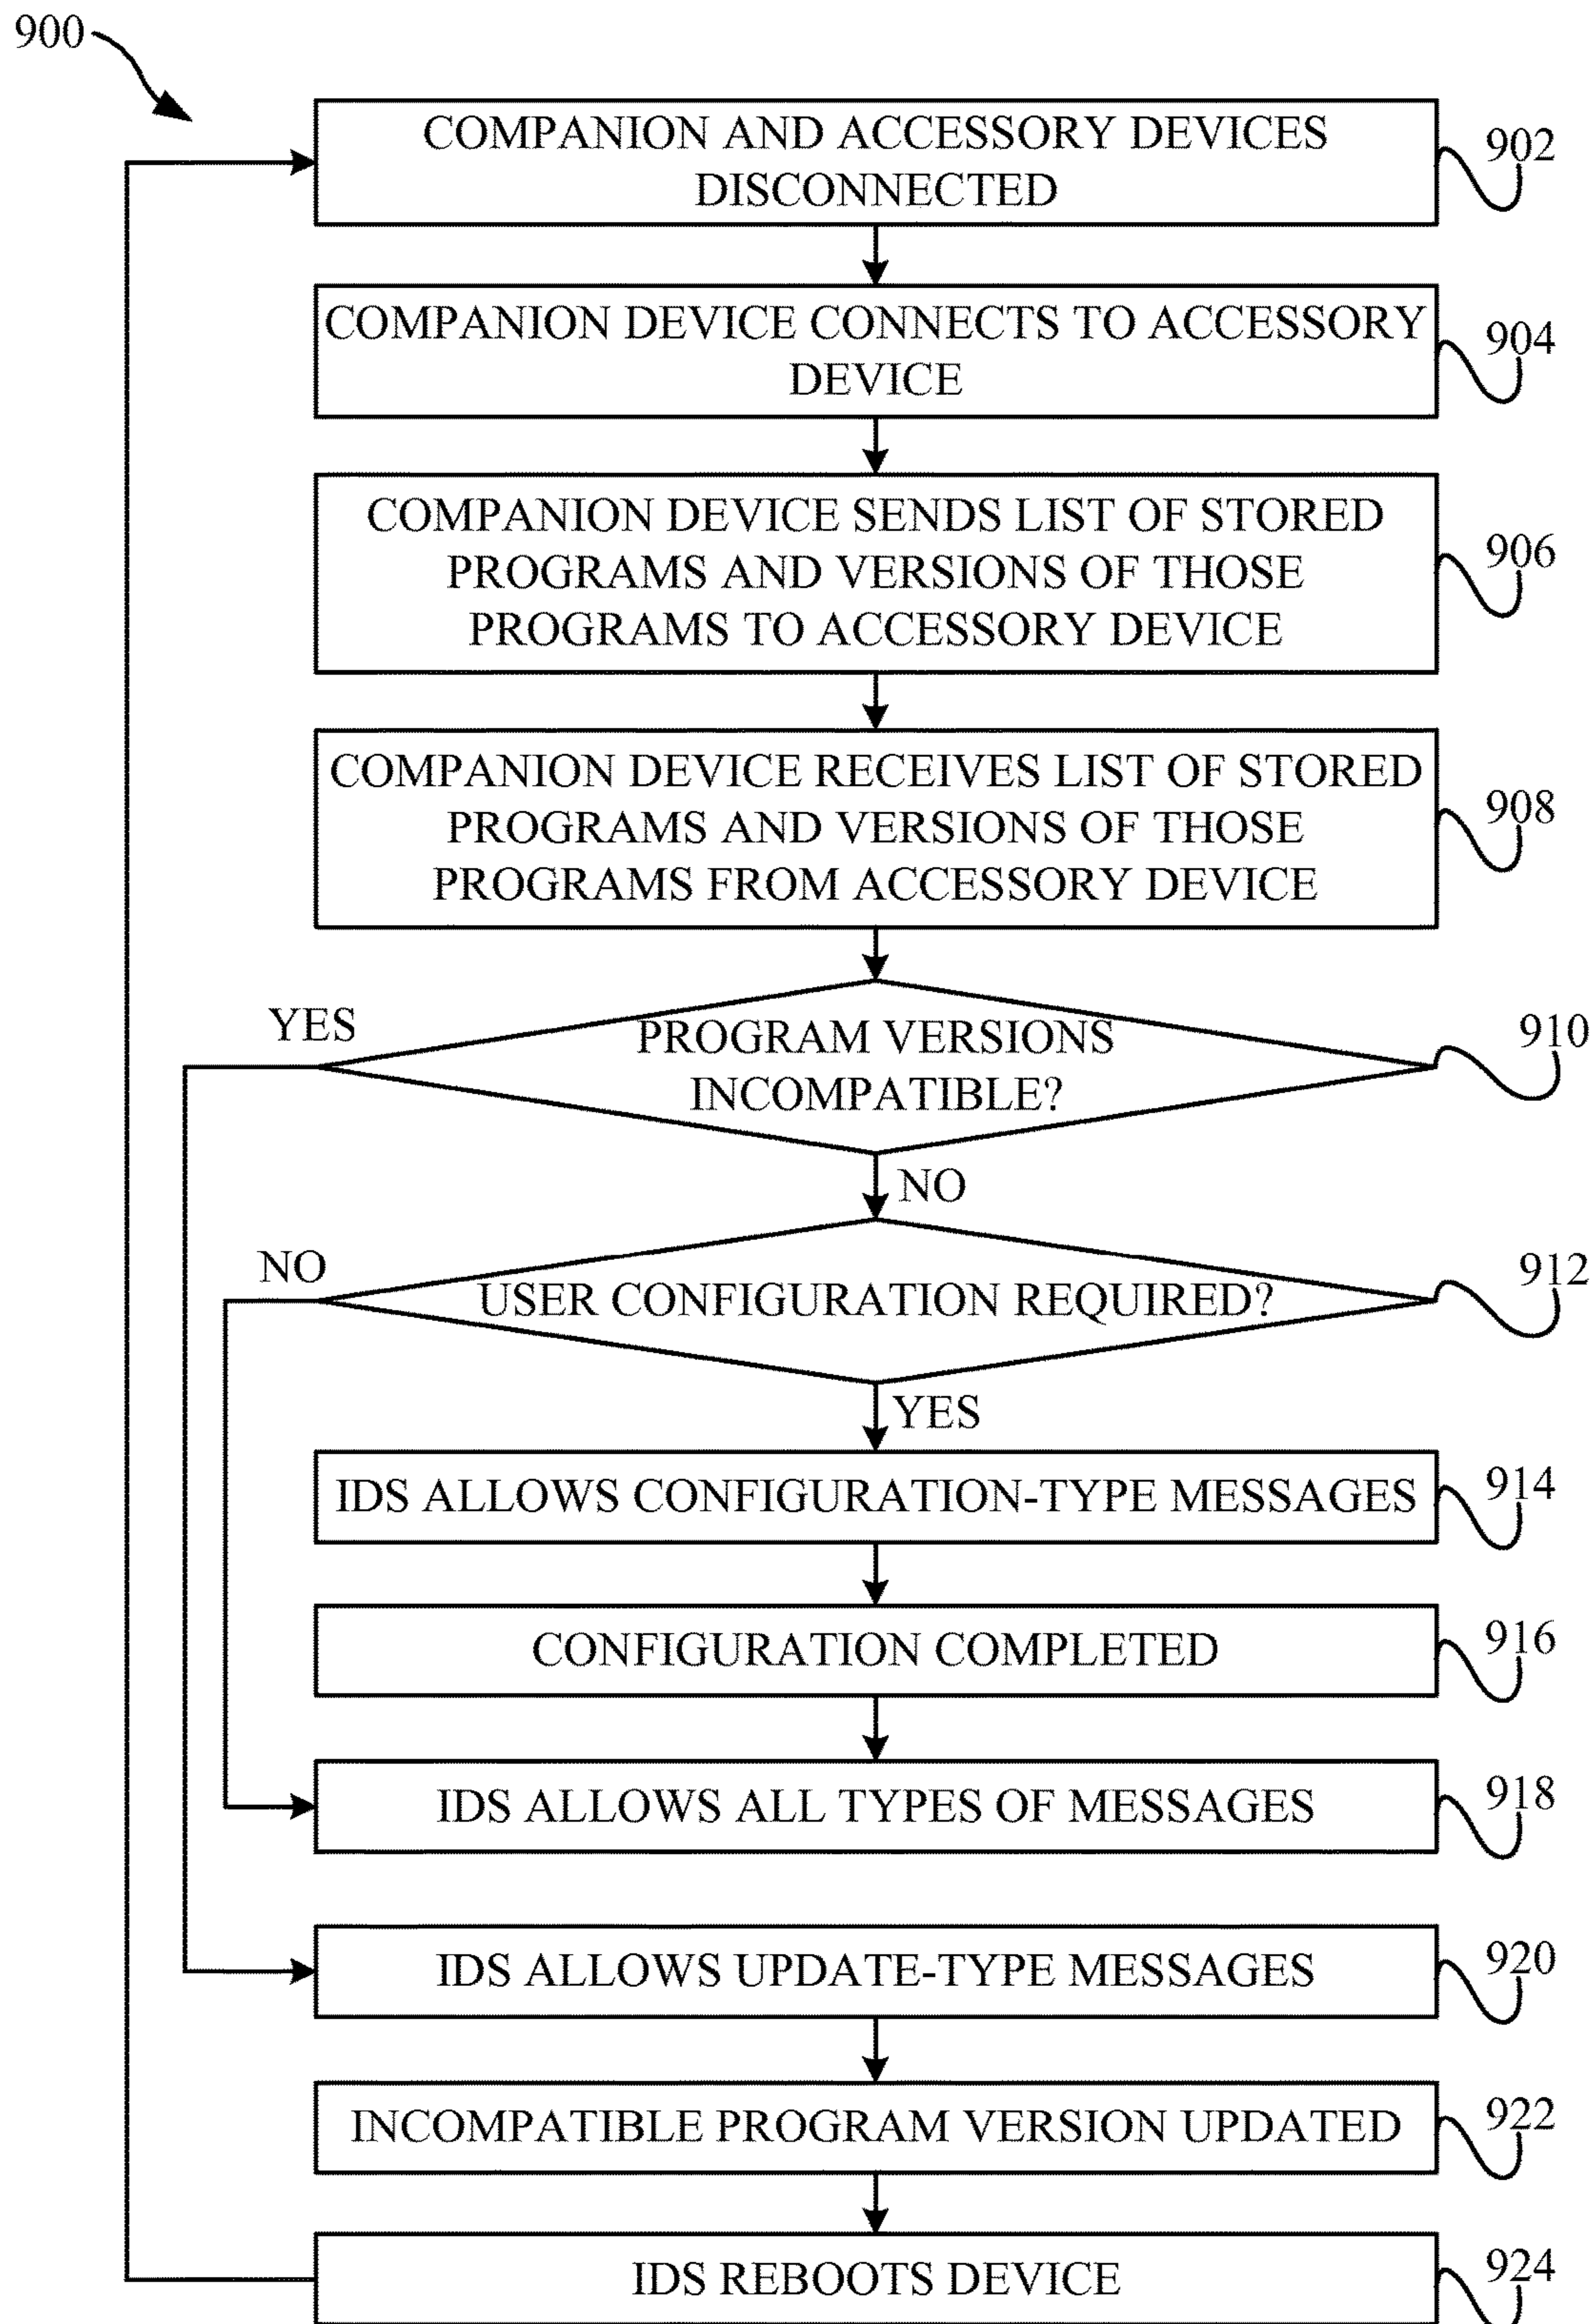 900
COMPANION AND ACCESSORY DEVICES
DISCONNECTED
902
COMPANION DEVICE CONNECTS TO ACCESSORY
DEVICE
904
COMPANION DEVICE SENDS LIST OF STORED
PROGRAMS AND VERSIONS OF THOSE
PROGRAMS TO ACCESSORY DEVICE
906
COMPANION DEVICE RECEIVES LIST OF STORED
PROGRAMS AND VERSIONS OF THOSE
PROGRAMS FROM ACCESSORY DEVICE
908
YES
PROGRAM VERSIONS
INCOMPATIBLE?
910
NO
NO
USER CONFIGURATION REQUIRED?
912
YES
IDS ALLOWS CONFIGURATION-TYPE MESSAGES
914
CONFIGURATION COMPLETED
916
IDS ALLOWS ALL TYPES OF MESSAGES
918
IDS ALLOWS UPDATE-TYPE MESSAGES
920
INCOMPATIBLE PROGRAM VERSION UPDATED
922
IDS REBOOTS DEVICE
924